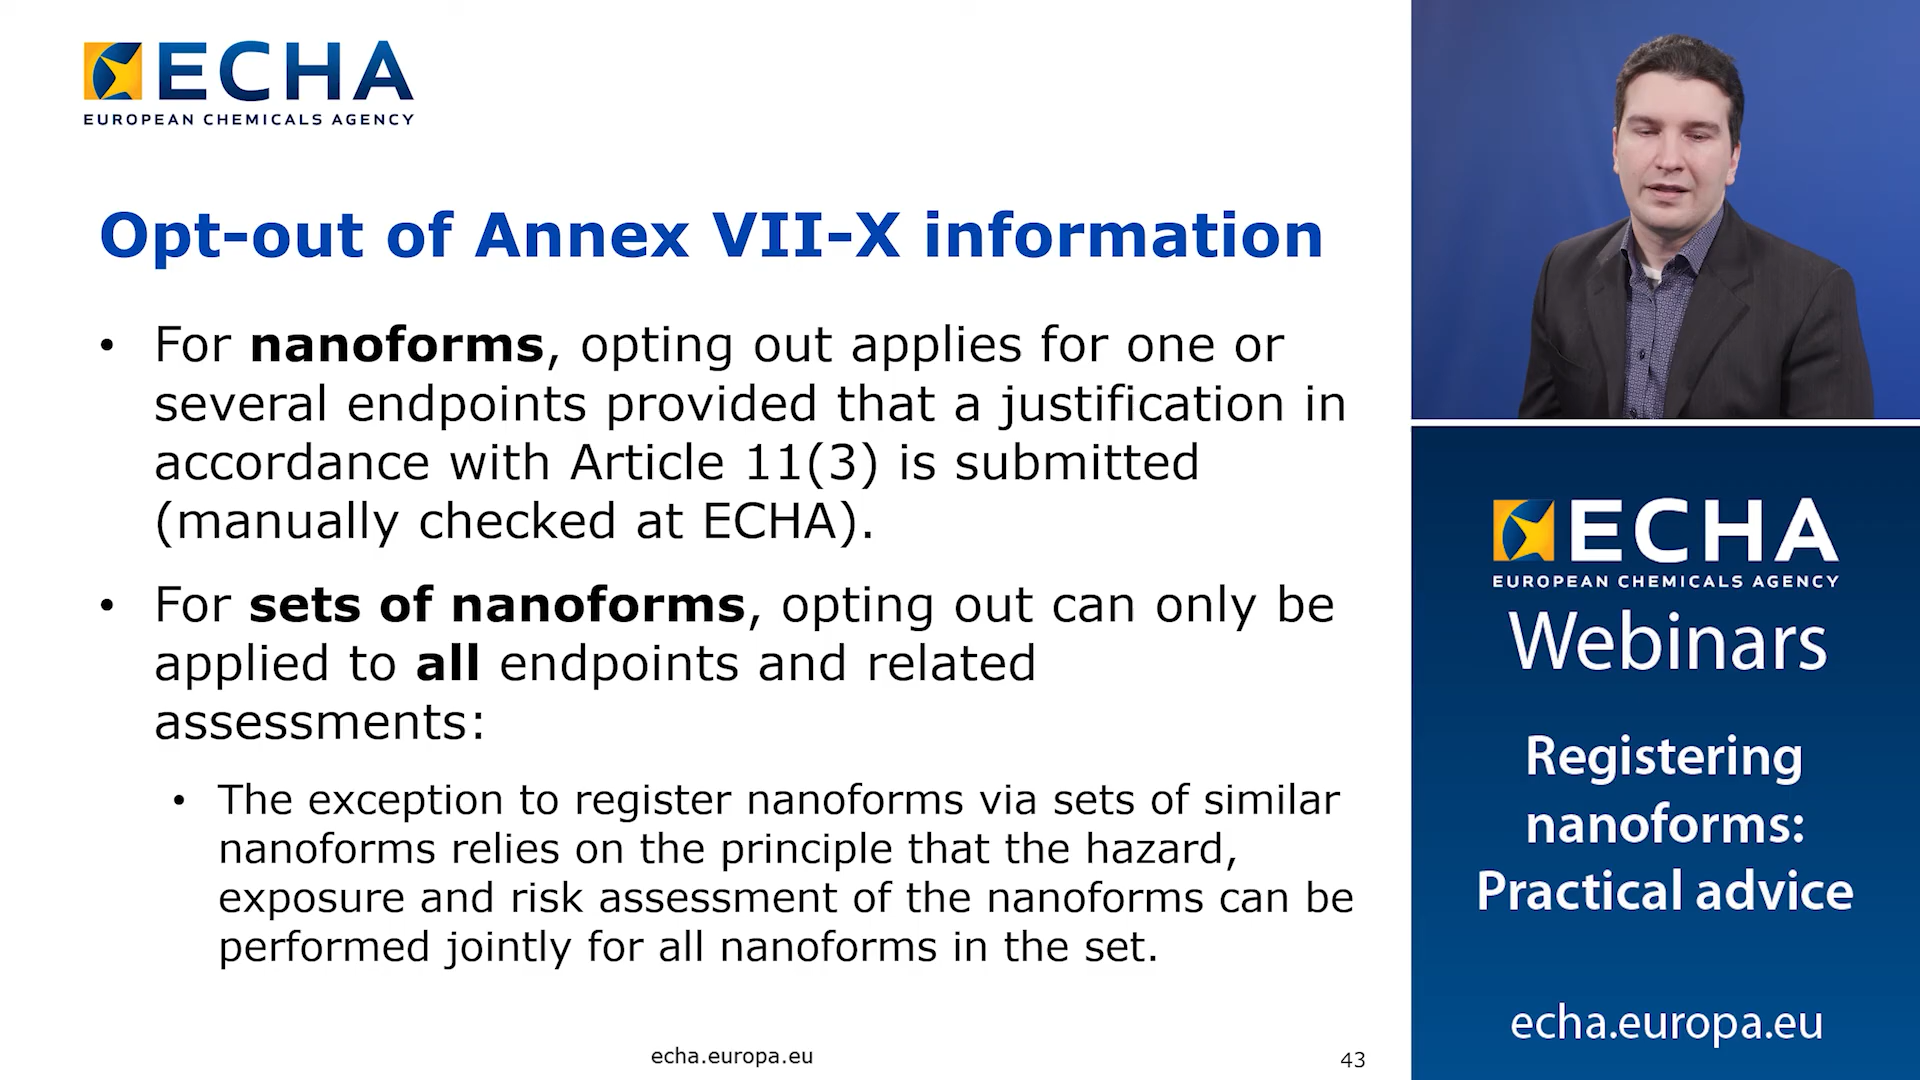 ECHA
EUROPEAN CHEMICALS AGENCY
Opt-out of Annex VII-X information
• For nanoforms, opting out applies for one or
several endpoints provided that a justification in
accordance with Article 11(3) is submitted
(manually checked at ECHA).
• For sets of nanoforms, opting out can only be
applied to all endpoints and related
assessments:
• The exception to register nanoforms via sets of similar
nanoforms relies on the principle that the hazard,
exposure and risk assessment of the nanoforms can be
performed jointly for all nanoforms in the set.
echa.europa.eu
43
ECHA
EUROPEAN CHEMICALS AGENCY
Webinars
Registering
nanoforms:
Practical advice
echa.europa.eu